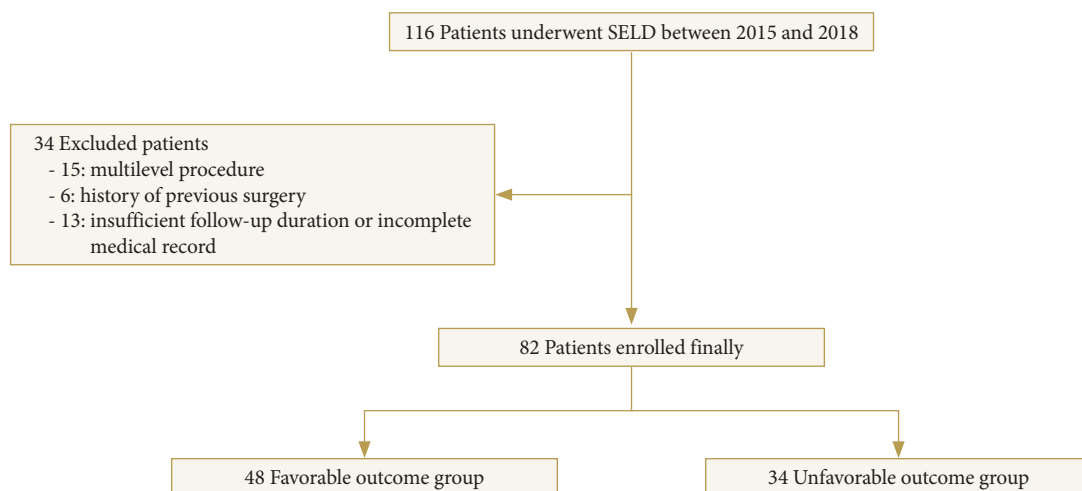 116 Patients underwent SELD between 2015 and 2018
34 Excluded patients
- 15: multilevel procedure
- 6: history of previous surgery
- 13: insufficient follow-up duration or incomplete
medical record
82 Patients enrolled finally
48 Favorable outcome group
34 Unfavorable outcome group